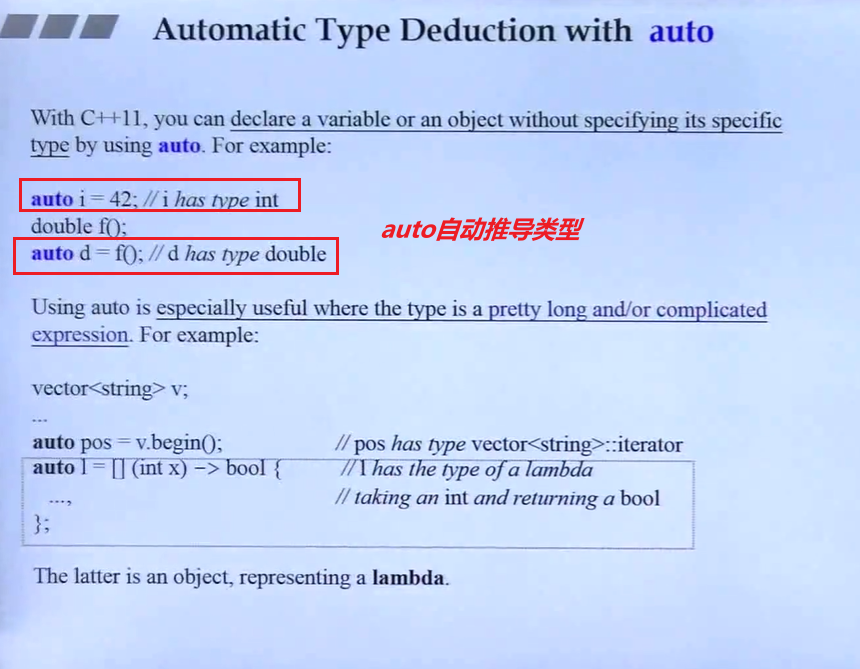 Automatic Type Deduction with auto
With C++11, you can declare a variable or an object without specifying its specific
type by using auto. For example:
auto i = 42; // i has type int
double f();
auto自动推导类型
auto d = f(); // d has type double
Using auto is especially useful where the type is a pretty long and/or complicated
expression. For example:
vector<string> v;
...
auto pos = v.begin(); // pos has type vector<string>::iterator
auto l = [] (int x) -> bool { // l has the type of a lambda
..., // taking an int and returning a bool
};
The latter is an object, representing a lambda.